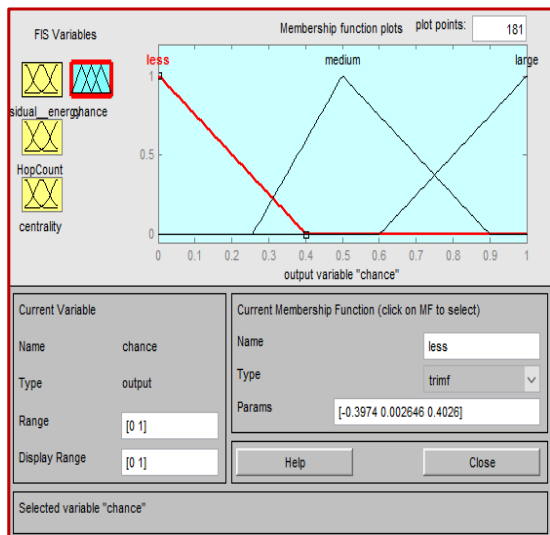 FIS Variables
Membership function plots
plot points:
181
sidual_energy
chance
HopCount
centrality
less
medium
large
1
0.5
0
0 0.1 0.2 0.3 0.4 0.5 0.6 0.7 0.8 0.9 1
output variable "chance"
Current Variable
Name chance
Type output
Range [0 1]
Display Range [0 1]
Current Membership Function (click on MF to select)
Name less
Type trimf
Params [-0.3974 0.002646 0.4026]
Help Close
Selected variable "chance"